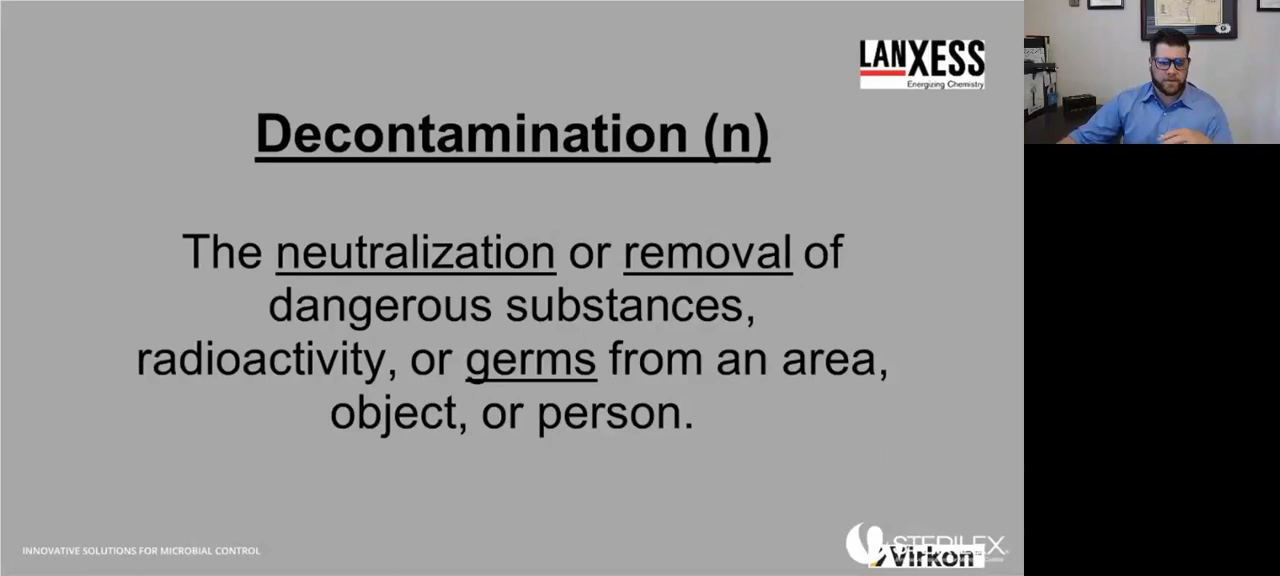 LANXESS
Energizing Chemistry
Decontamination (n)
The neutralization or removal of
dangerous substances,
radioactivity, or germs from an area,
object, or person.
INNOVATIVE SOLUTIONS FOR MICROBIAL CONTROL
STERILEX
Virkon